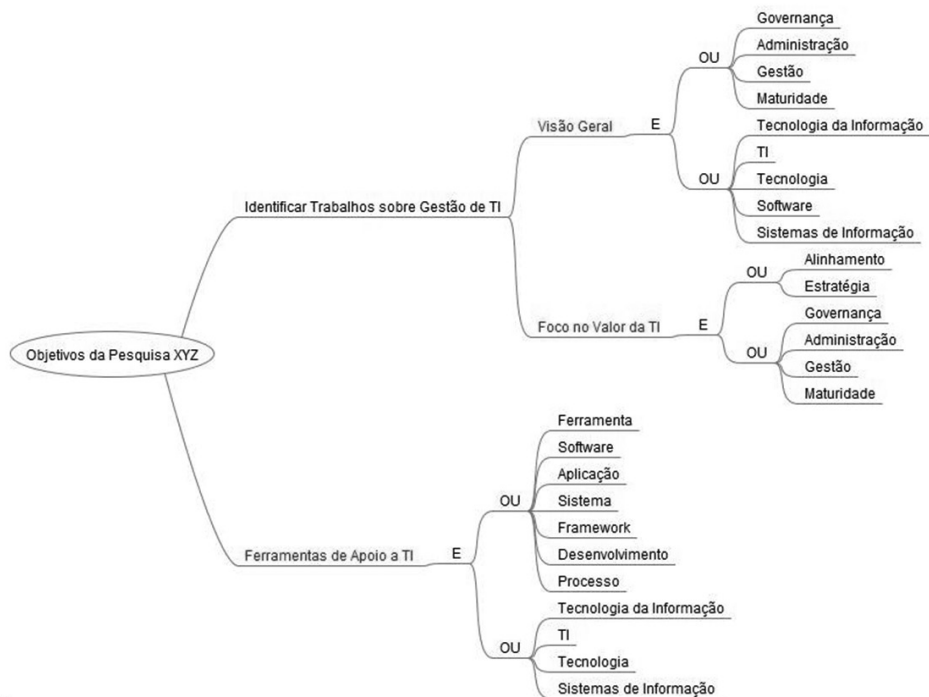 Objetivos da Pesquisa XYZ
Identificar Trabalhos sobre Gestão de TI
Visão Geral
E
OU
Governança
Administração
Gestão
Maturidade
OU
Tecnologia da Informação
TI
Tecnologia
Software
Sistemas de Informação
Foco no Valor da TI
E
OU
Alinhamento
Estratégia
OU
Governança
Administração
Gestão
Maturidade
Ferramentas de Apoio a TI
E
OU
Ferramenta
Software
Aplicação
Sistema
Framework
Desenvolvimento
Processo
OU
Tecnologia da Informação
TI
Tecnologia
Sistemas de Informação